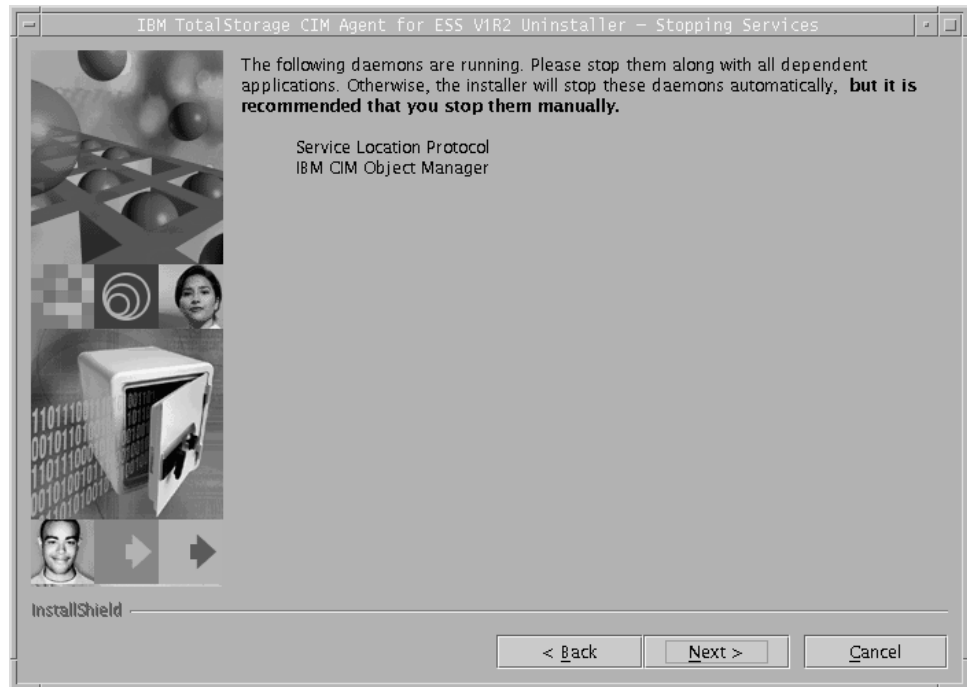 IBM TotalStorage CIM Agent for ESS V1R2 Uninstaller – Stopping Services
The following daemons are running. Please stop them along with all dependent
applications. Otherwise, the installer will stop these daemons automatically, but it is
recommended that you stop them manually.
Service Location Protocol
IBM CIM Object Manager
InstallShield
< Back
Next >
Cancel